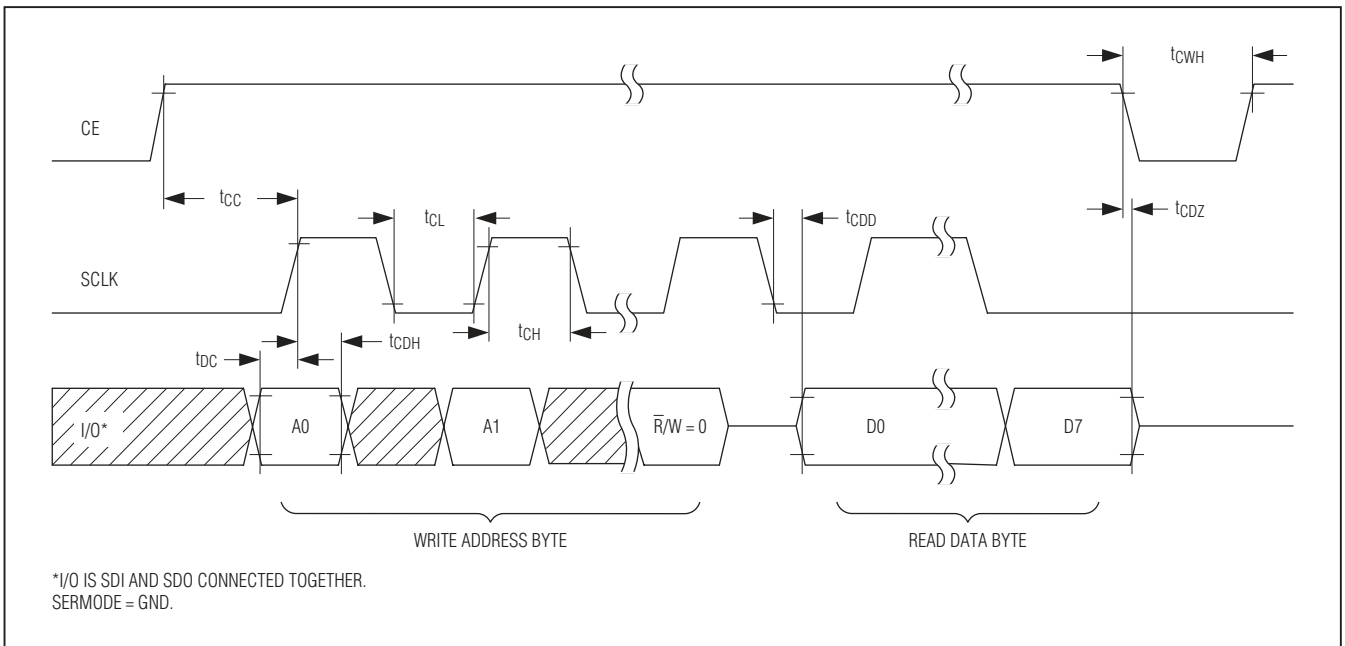 tCWH
CE
tCC
tCL
tCDD
tCDZ
SCLK
tCH
tDC
tCDH
I/O*
A0
A1
R̅/W = 0
D0
D7
WRITE ADDRESS BYTE
READ DATA BYTE
*I/O IS SDI AND SDO CONNECTED TOGETHER.
SERMODE = GND.